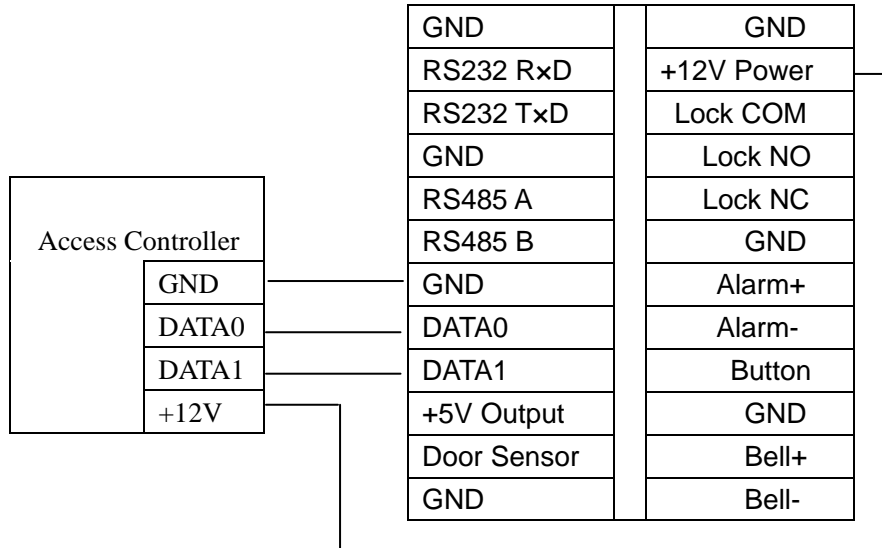 Access Controller
GND
DATA0
DATA1
+12V
GND
RS232 R×D
RS232 T×D
GND
RS485 A
RS485 B
GND
DATA0
DATA1
+5V Output
Door Sensor
GND
GND
+12V Power
Lock COM
Lock NO
Lock NC
GND
Alarm+
Alarm-
Button
GND
Bell+
Bell-